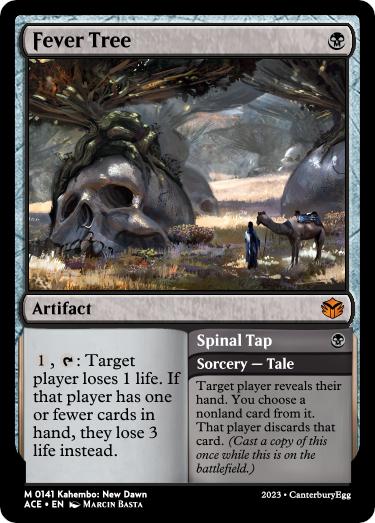 Fever Tree
Artifact
1 , T: Target
player loses 1 life. If
that player has one
or fewer cards in
hand, they lose 3
life instead.
Spinal Tap
Sorcery — Tale
Target player reveals their
hand. You choose a
nonland card from it.
That player discards that
card. (Cast a copy of this
once while this is on the
battlefield.)
M 0141 Kahembo: New Dawn
ACE • EN Marcin Basta
2023 • CanterburyEgg